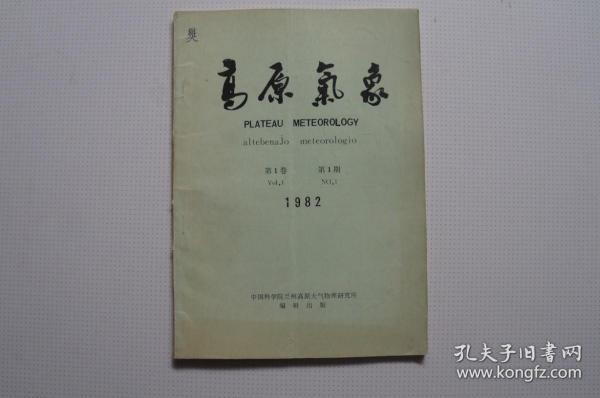 樊
高原氣象
PLATEAU METEOROLOGY
altebenaĵo meteorologio
第1卷 第1期
Vol,1 NO,1
1982
中国科学院兰州高原大气物理研究所
编辑出版
孔夫子旧书网
www.kongfz.com